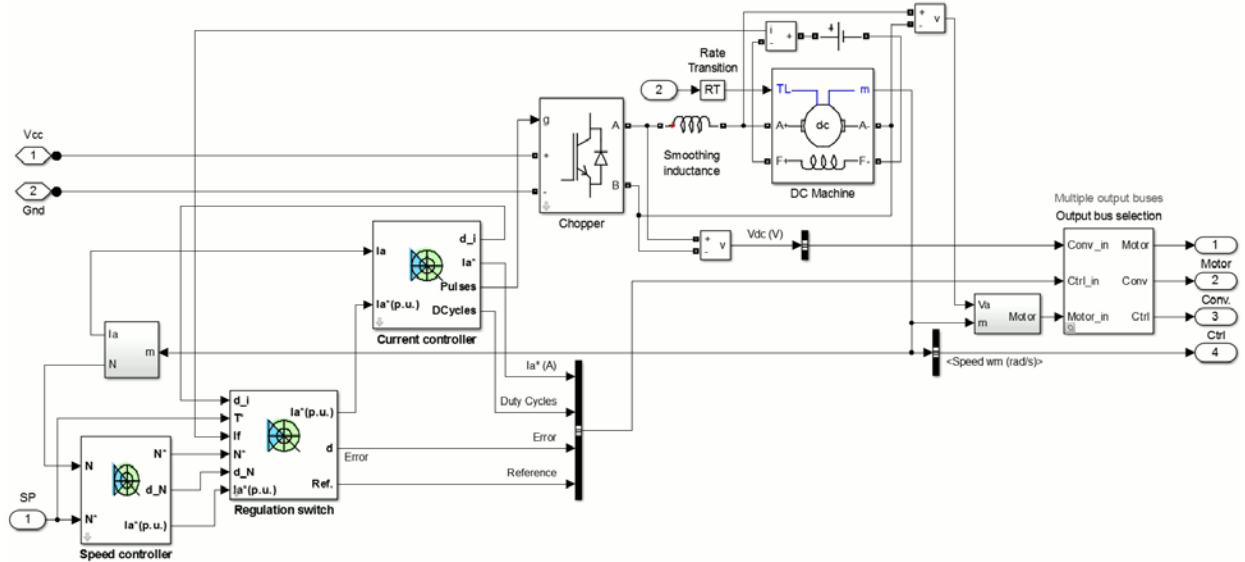 +
-
v
i
-
+
Rate
Transition
2
RT
TL
m
A+
dc
A-
F+
F-
DC Machine
Smoothing
inductance
g
+
-
A
B
Chopper
Vcc
1
2
Gnd
+
-
v
Vdc (V)
Multiple output buses
Output bus selection
Conv_in
Ctrl_in
Motor_in
Motor
Conv
Ctrl
1
Motor
2
Conv.
3
Ctrl
4
Va
m
Motor
<Speed wm (rad/s)>
Ia
Ia*(p.u.)
d_i
Ia*
Pulses
DCycles
Current controller
Ia
N
m
Ia* (A)
Duty Cycles
Error
Reference
d_i
T*
If
N*
d_N
Ia*(p.u.)
Ia*(p.u.)
d
Ref.
Error
Regulation switch
SP
1
N
N*
N*
d_N
Ia*(p.u.)
Speed controller